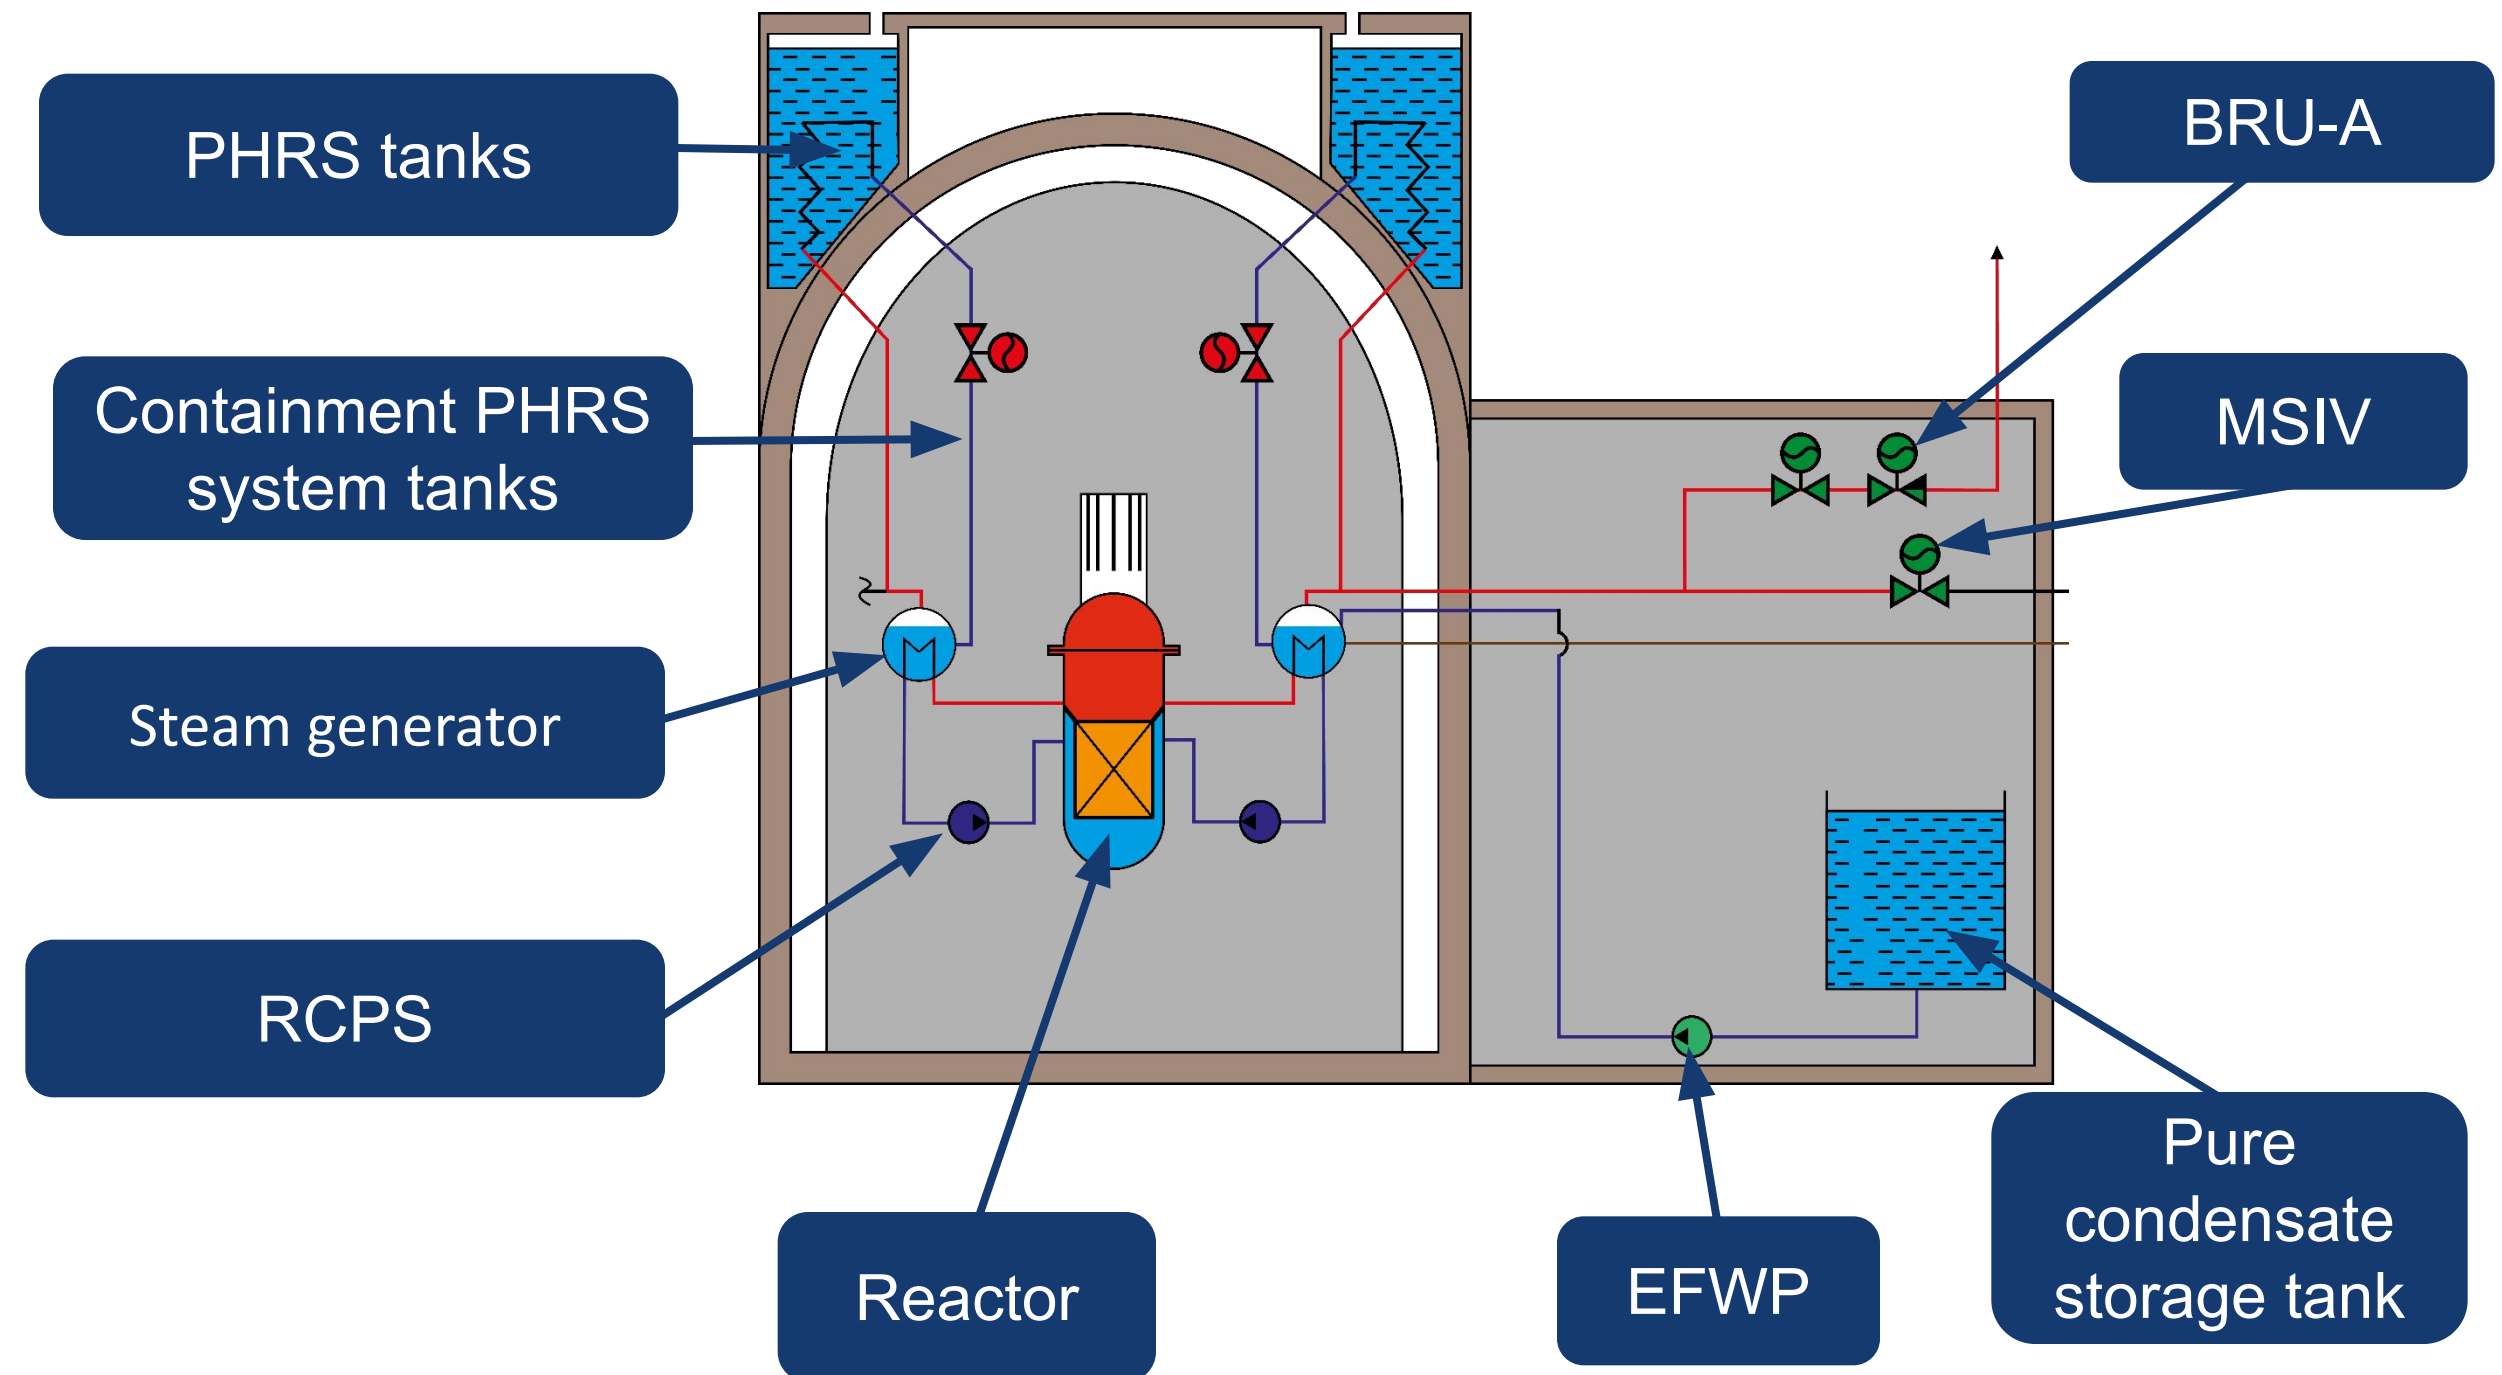 PHRS tanks
BRU-A
Containment PHRS
system tanks
MSIV
Steam generator
RCPS
Reactor
EFWP
Pure
condensate
storage tank